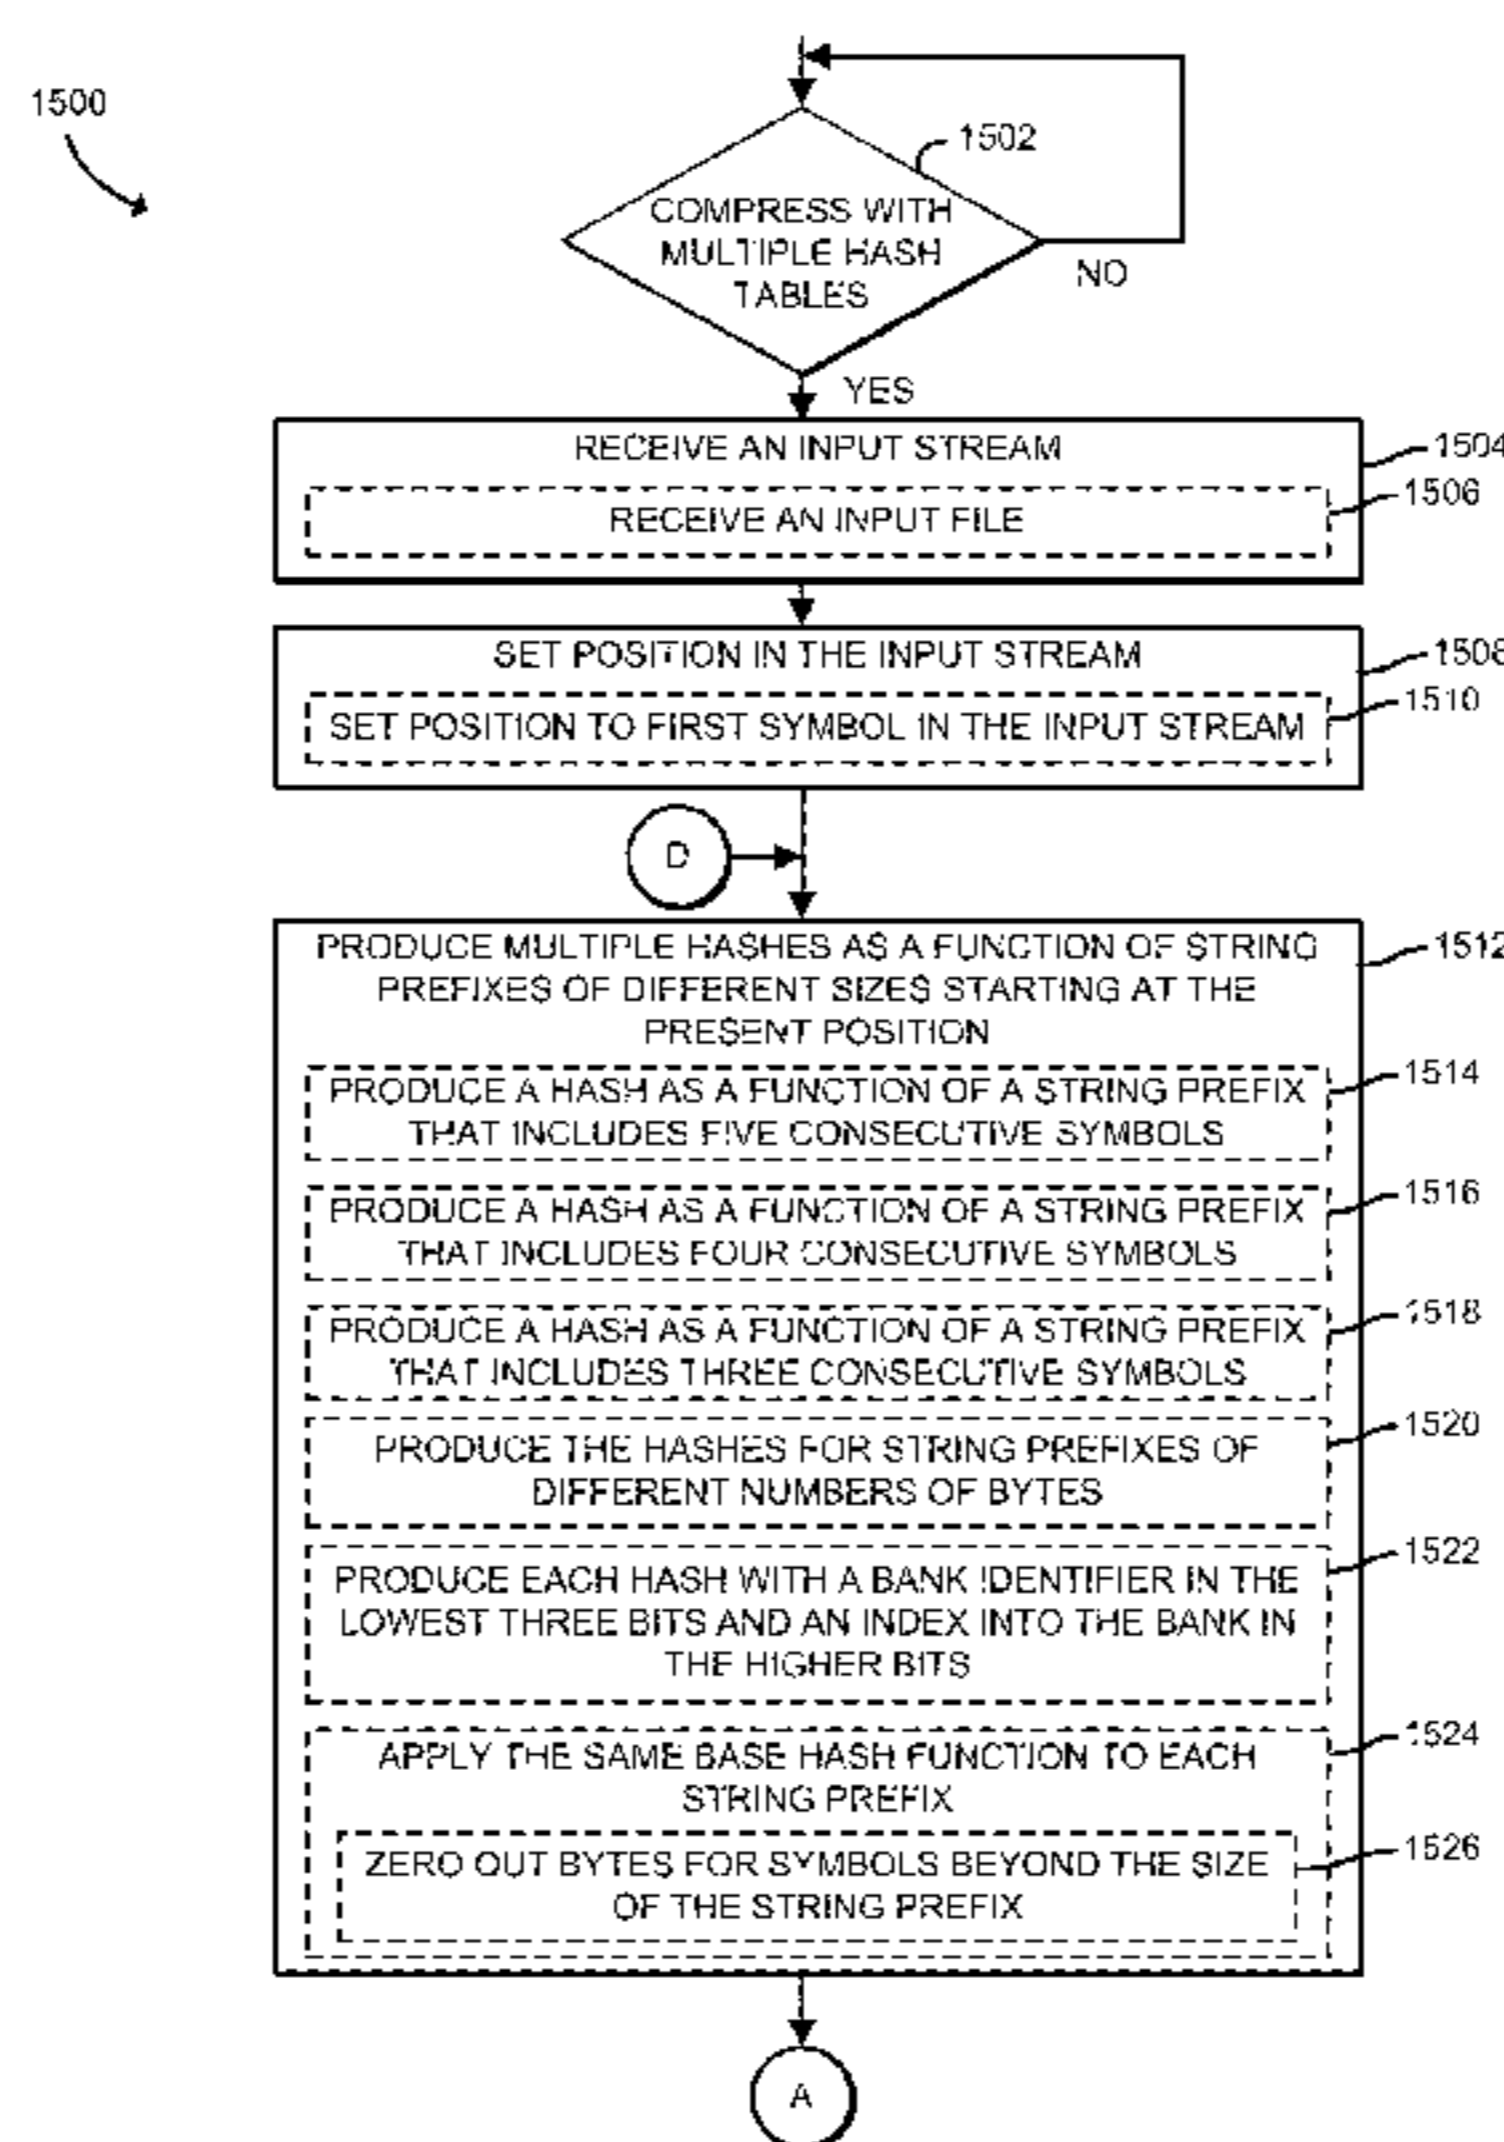 1500
1502
COMPRESS WITH
MULTIPLE HASH
TABLES
NO
YES
RECEIVE AN INPUT STREAM
1504
1506
RECEIVE AN INPUT FILE
SET POSITION IN THE INPUT STREAM
1508
1510
SET POSITION TO FIRST SYMBOL IN THE INPUT STREAM
D
PRODUCE MULTIPLE HASHES AS A FUNCTION OF STRING
PREFIXES OF DIFFERENT SIZES STARTING AT THE
PRESENT POSITION
1512
1514
PRODUCE A HASH AS A FUNCTION OF A STRING PREFIX
THAT INCLUDES FIVE CONSECUTIVE SYMBOLS
1516
PRODUCE A HASH AS A FUNCTION OF A STRING PREFIX
THAT INCLUDES FOUR CONSECUTIVE SYMBOLS
1518
PRODUCE A HASH AS A FUNCTION OF A STRING PREFIX
THAT INCLUDES THREE CONSECUTIVE SYMBOLS
1520
PRODUCE THE HASHES FOR STRING PREFIXES OF
DIFFERENT NUMBERS OF BYTES
1522
PRODUCE EACH HASH WITH A BANK IDENTIFIER IN THE
LOWEST THREE BITS AND AN INDEX INTO THE BANK IN
THE HIGHER BITS
1524
APPLY THE SAME BASE HASH FUNCTION TO EACH
STRING PREFIX
1526
ZERO OUT BYTES FOR SYMBOLS BEYOND THE SIZE
OF THE STRING PREFIX
A